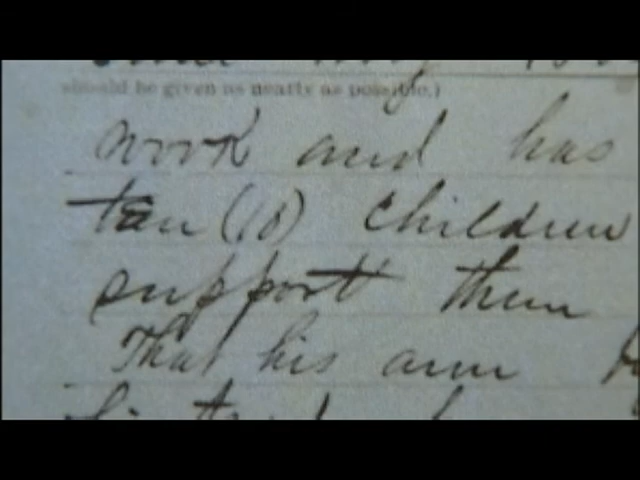 should be given as nearly as possible.)
work and has
ten (10) children
support them
That his arm